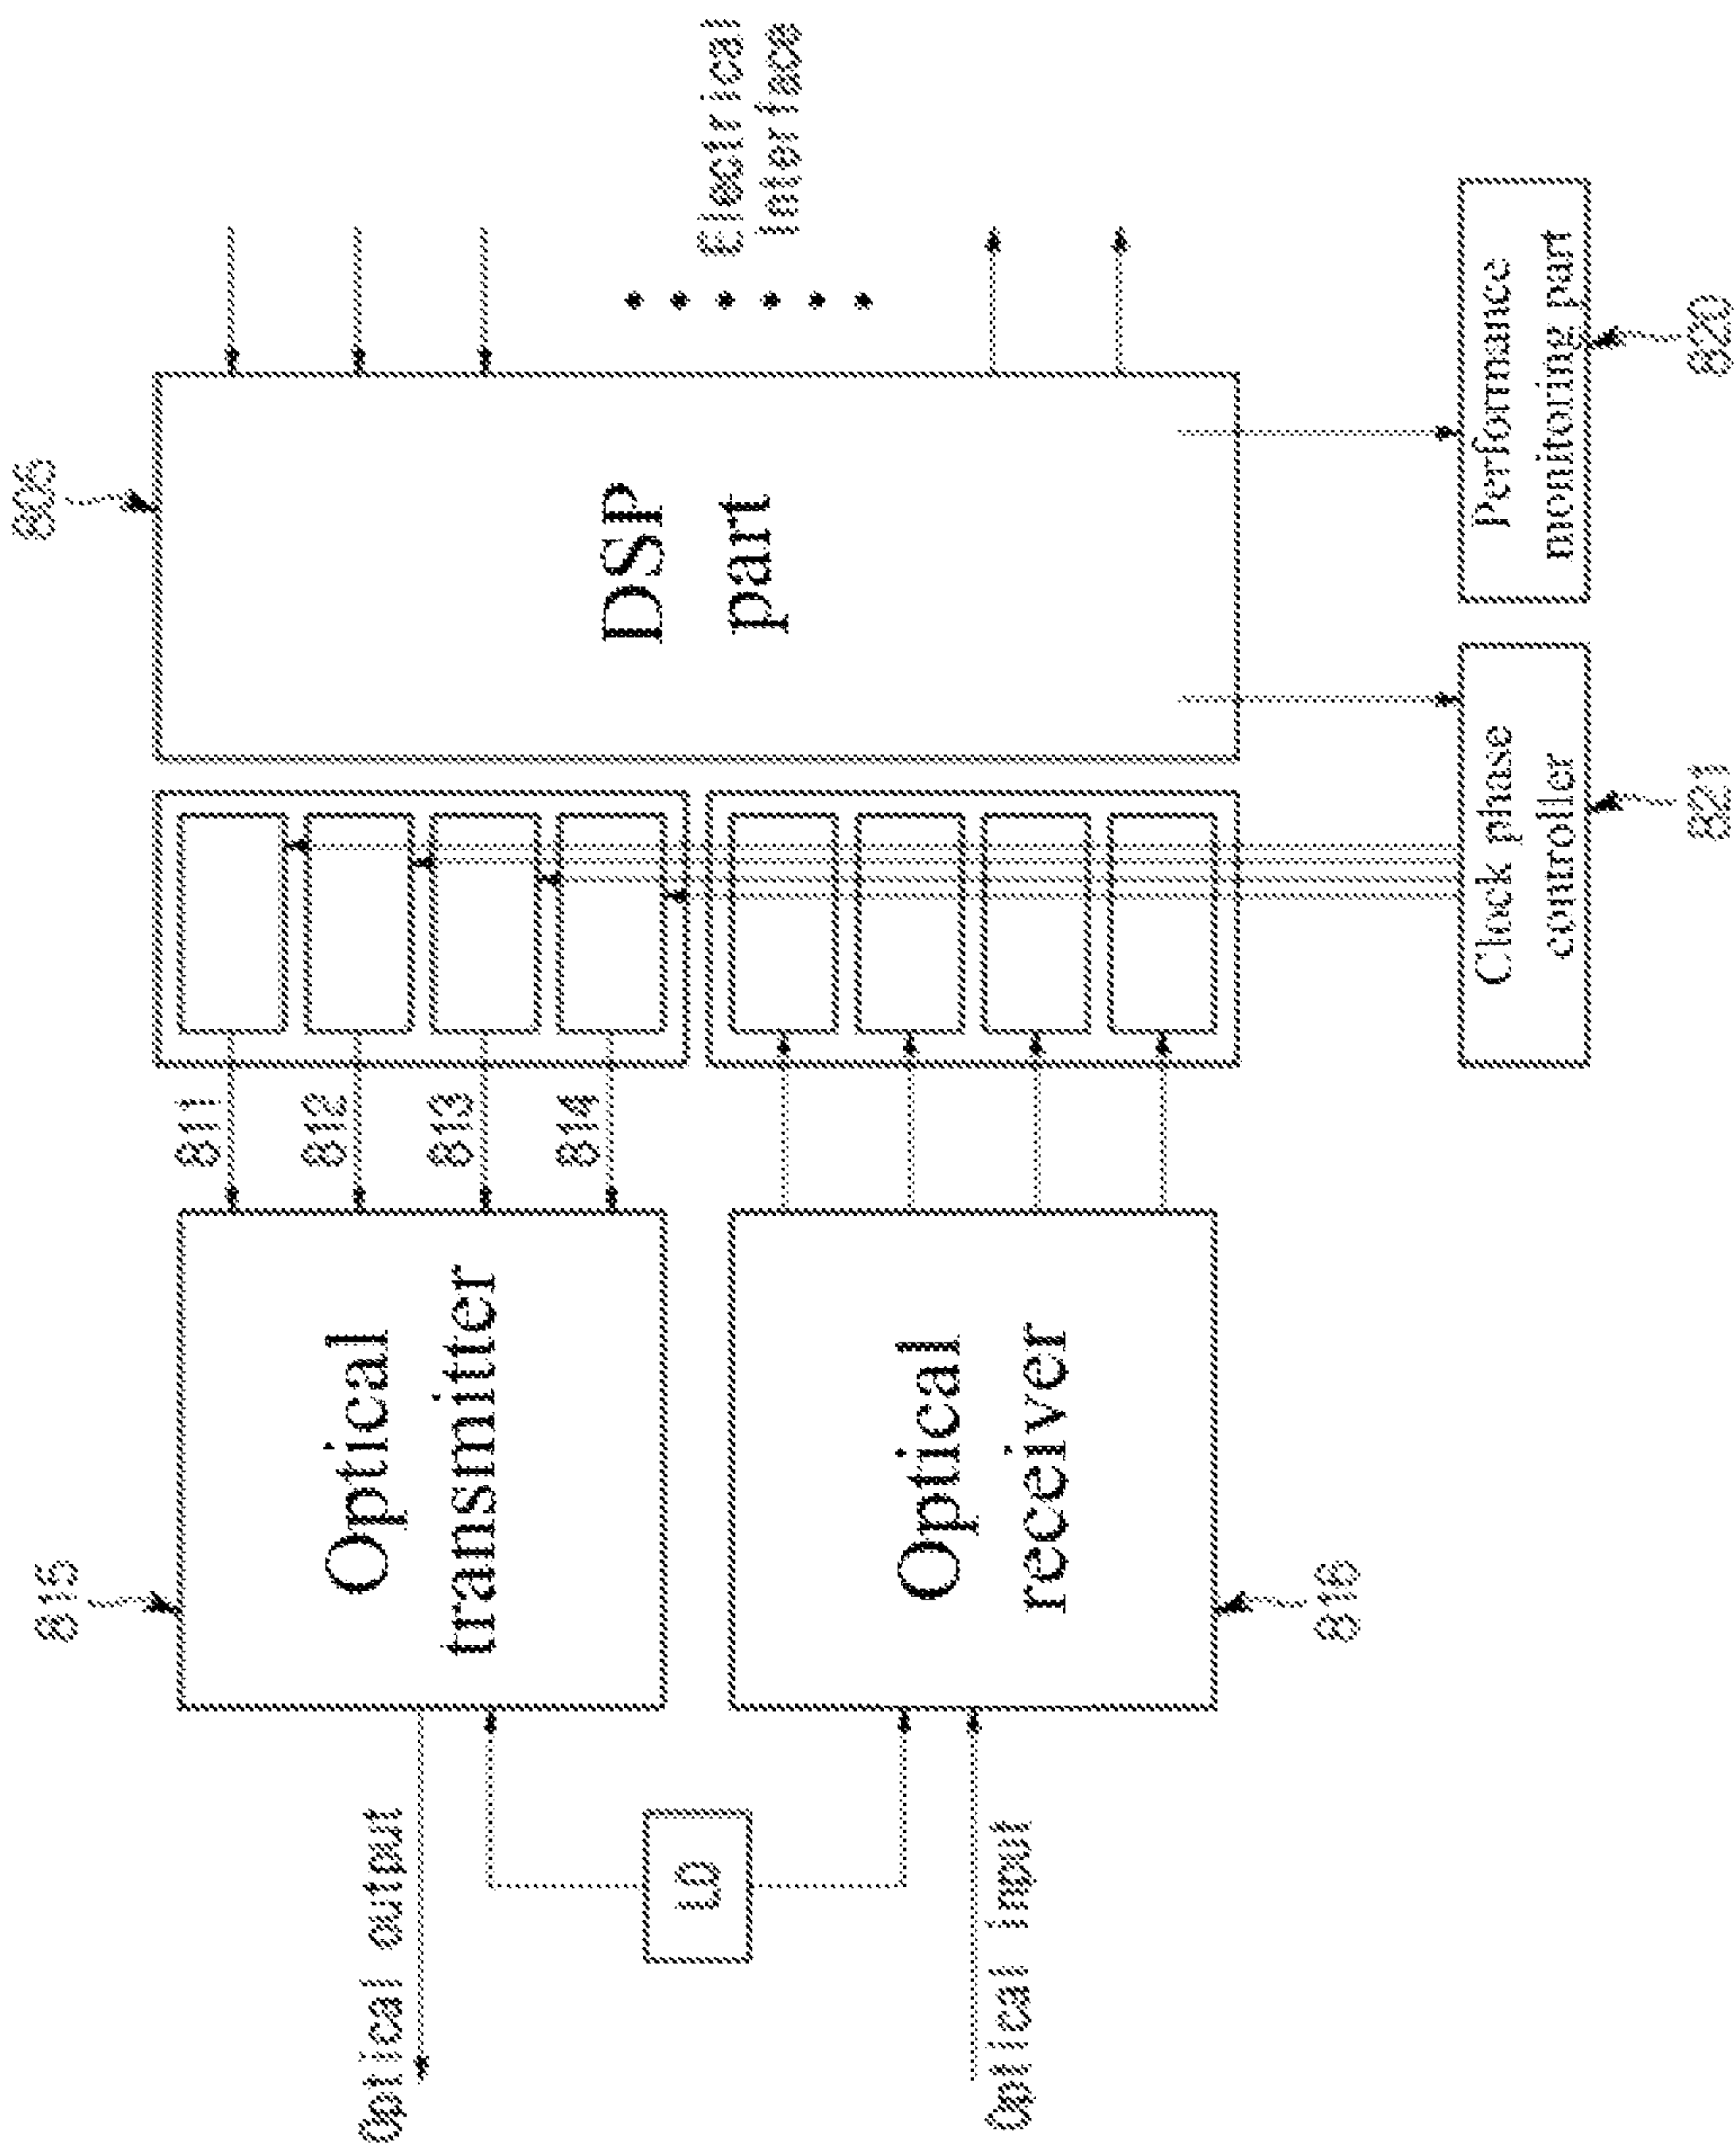 815
806
811
812
813
814
Optical output
Optical
transmitter
DSP
part
LD
Electrical
interface
Optical input
Optical
receiver
816
Clock phase
controller
Performance
monitoring part
821
820